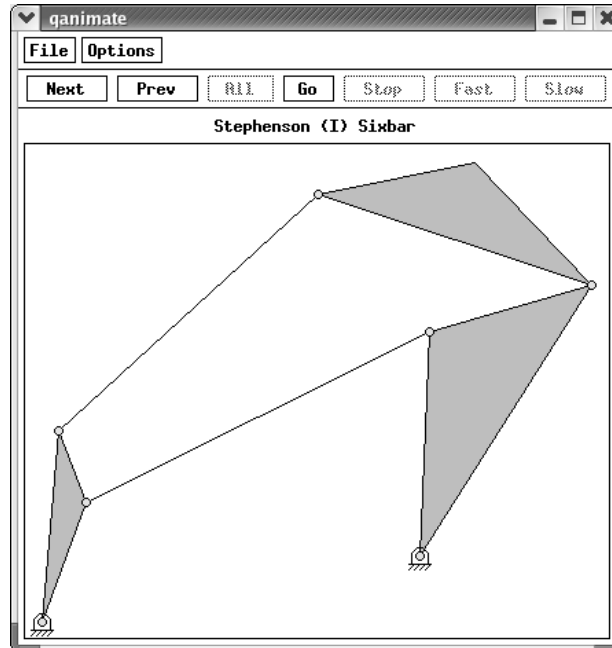 qanimate
File Options
Next Prev All Go Stop Fast Slow
Stephenson (I) Sixbar